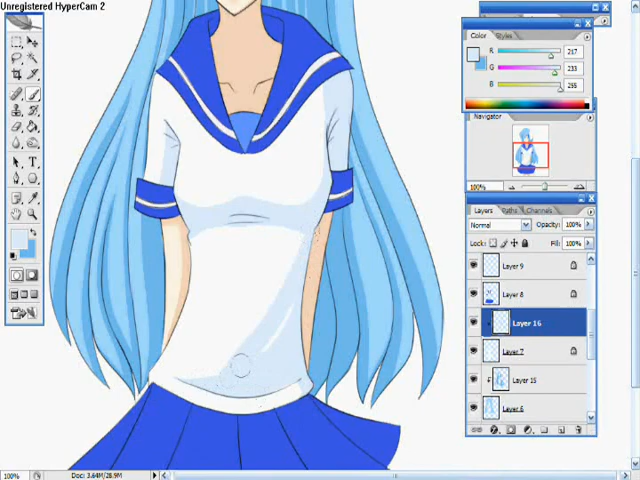 Unregistered HyperCam 2
Color
Styles
R
217
G
233
B
255
Navigator
100%
Layers
Paths
Channels
Normal
Opacity:
100%
Lock:
Fill:
100%
Layer 9
Layer 8
Layer 16
Layer 7
Layer 15
Layer 6
T
100%
Doc: 3.64M/28.9M